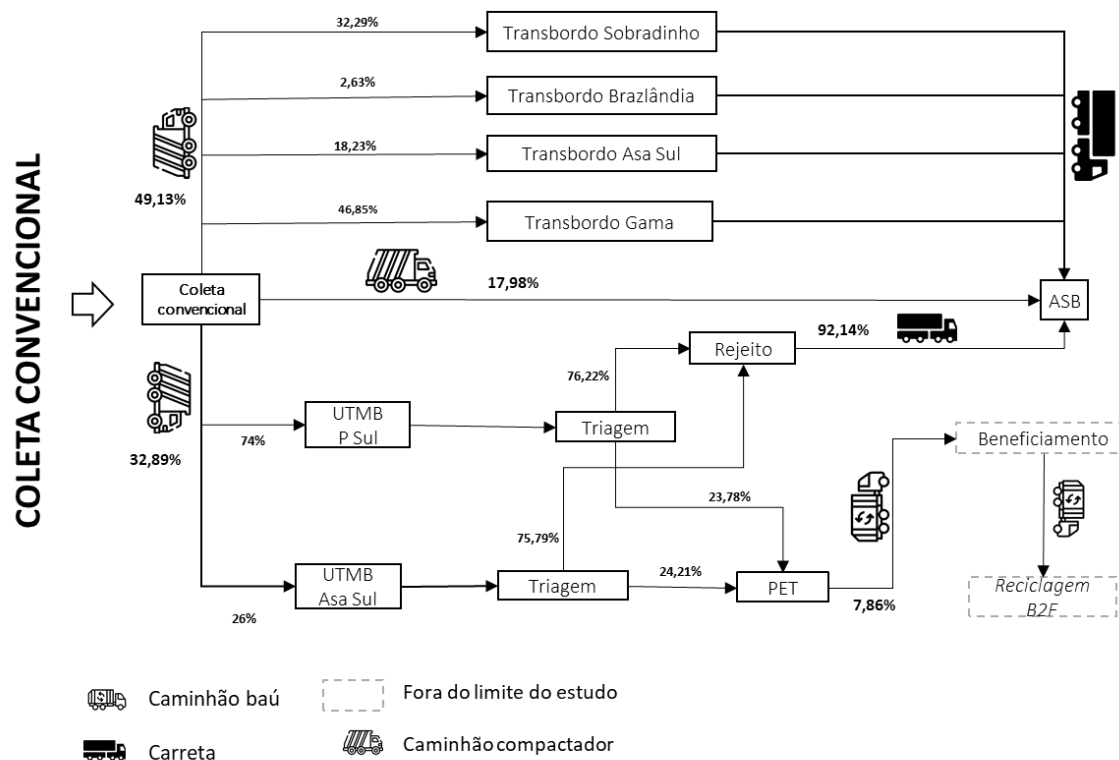 COLETA CONVENCIONAL
32,29%
Transbordo Sobradinho
2,63%
Transbordo Brazlândia
18,23%
Transbordo Asa Sul
49,13%
46,85%
Transbordo Gama
Coleta
convencional
17,98%
ASB
92,14%
Rejeito
76,22%
UTMB
P Sul
74%
Triagem
32,89%
Beneficiamento
23,78%
75,79%
UTMB
Asa Sul
26%
Triagem
24,21%
PET
7,86%
Reciclagem
B2F
Caminhão baú
Fora do limite do estudo
Carreta
Caminhão compactador